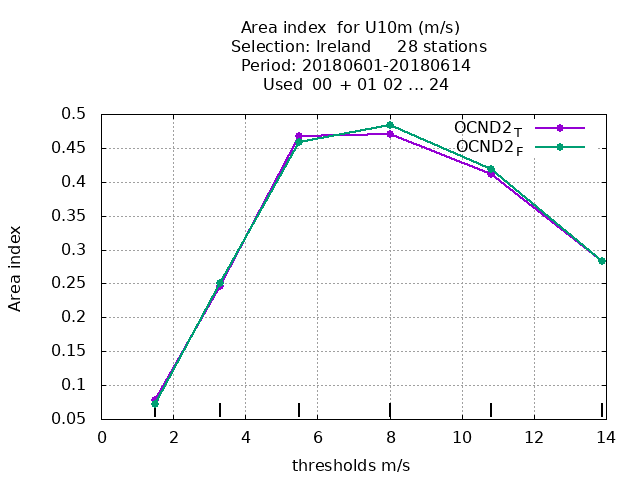 Area index  for U10m (m/s)
Selection: Ireland     28 stations
Period: 20180601-20180614
Used  00 + 01 02 ... 24
0.5
0.45
0.4
0.35
0.3
0.25
0.2
0.15
0.1
0.05
Area index
OCND2T
OCND2F
0 2 4 6 8 10 12 14
thresholds m/s